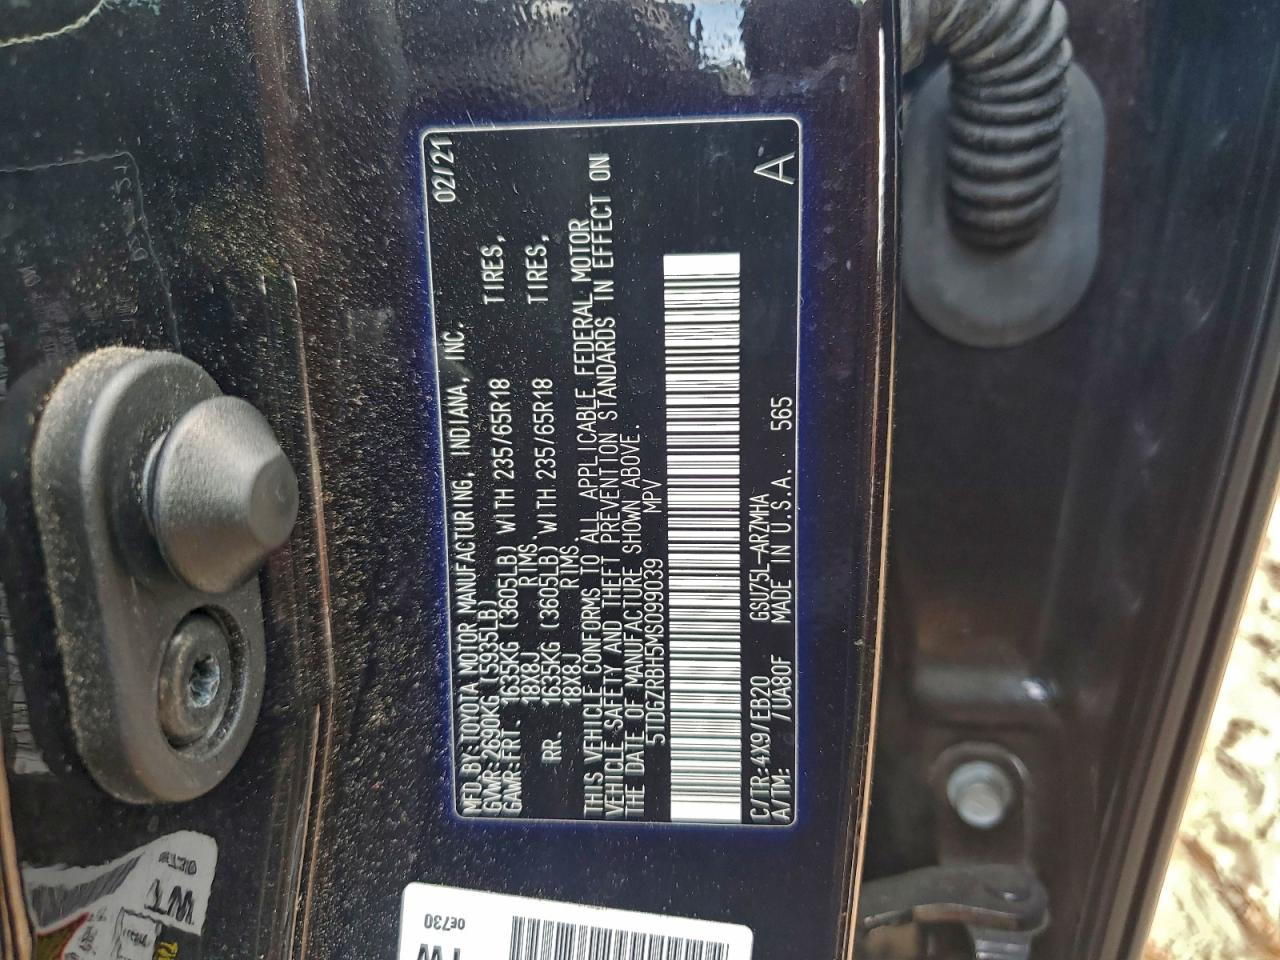 MFD.BY:TOYOTA MOTOR MANUFACTURING, INDIANA, INC. 02/21
GVWR:2690KG (5935LB)
GAWR:FRT. 1635KG (3605LB) WITH 235/65R18 TIRES,
18X8J RIMS,
RR. 1635KG (3605LB) WITH 235/65R18 TIRES,
18X8J RIMS,
THIS VEHICLE CONFORMS TO ALL APPLICABLE FEDERAL MOTOR
VEHICLE SAFETY AND THEFT PREVENTION STANDARDS IN EFFECT ON
THE DATE OF MANUFACTURE SHOWN ABOVE.
5TDGZRBH5MS099039 MPV
C/TR:4X9/EB20 GSU75L-ARZMHA A
A/TM: /UA80F MADE IN U.S.A. 565
0E730
WT